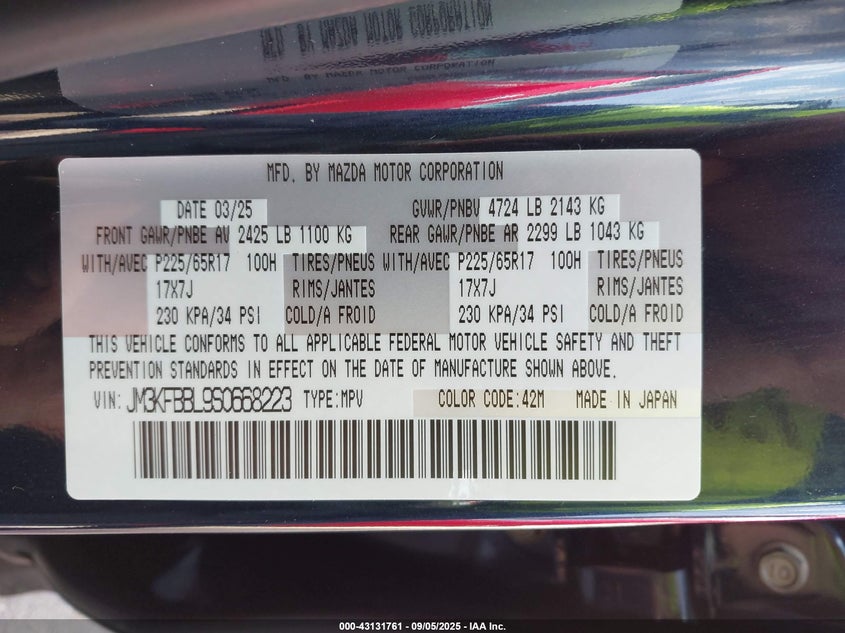 MFD. BY MAZDA MOTOR CORPORATION
MFD. BY MAZDA MOTOR CORPORATION
DATE 03/25 GVWR/PNBV 4724 LB 2143 KG
FRONT GAWR/PNBE AV 2425 LB 1100 KG REAR GAWR/PNBE AR 2299 LB 1043 KG
WITH/AVEC P225/65R17 100H TIRES/PNEUS WITH/AVEC P225/65R17 100H TIRES/PNEUS
17X7J RIMS/JANTES 17X7J RIMS/JANTES
230 KPA/34 PSI COLD/A FROID 230 KPA/34 PSI COLD/A FROID
THIS VEHICLE CONFORMS TO ALL APPLICABLE FEDERAL MOTOR VEHICLE SAFETY AND THEFT
PREVENTION STANDARDS IN EFFECT ON THE DATE OF MANUFACTURE SHOWN ABOVE.
VIN: JM3KFBBL9S0668223 TYPE:MPV COLOR CODE:42M MADE IN JAPAN
000-43131761 - 09/05/2025 - IAA Inc.